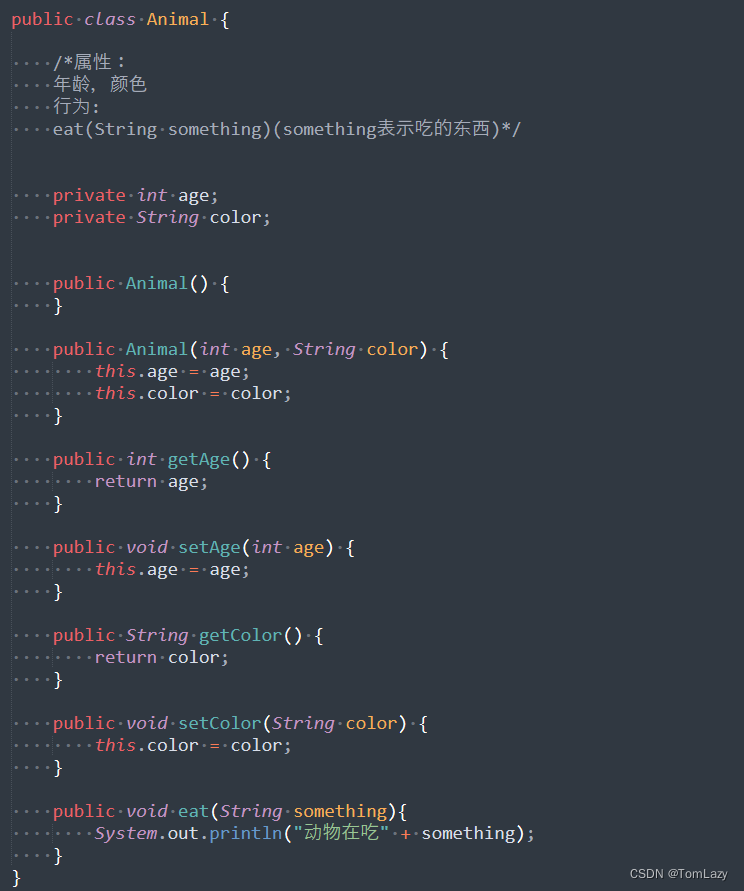 public class Animal {
/*属性：
年龄, 颜色
行为:
eat(String something)(something表示吃的东西)*/
private int age;
private String color;
public Animal() {
}
public Animal(int age, String color) {
this.age = age;
this.color = color;
}
public int getAge() {
return age;
}
public void setAge(int age) {
this.age = age;
}
public String getColor() {
return color;
}
public void setColor(String color) {
this.color = color;
}
public void eat(String something){
System.out.println("动物在吃" + something);
}
}
CSDN @TomLazy